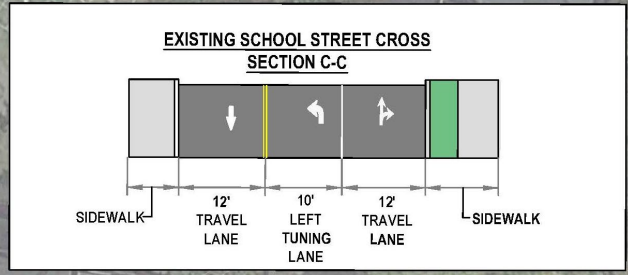 EXISTING SCHOOL STREET CROSS
SECTION C-C
SIDEWALK
12'
TRAVEL
LANE
10'
LEFT
TUNING
LANE
12'
TRAVEL
LANE
SIDEWALK